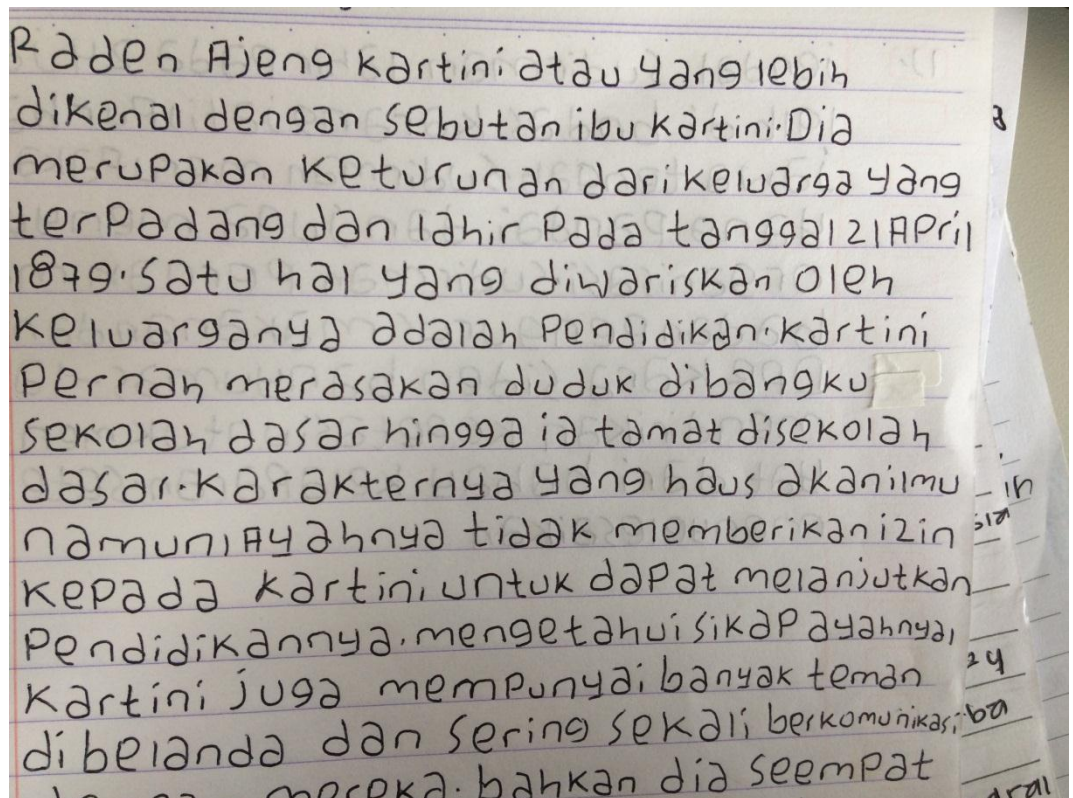 Raden Ajeng kartini atau yang lebih
dikenal dengan sebutan ibu kartini. Dia
merupakan keturunan dari keluarga yang
terpadang dan lahir pada tanggal 21 April
1879. Satu hal yang diwariskan oleh
keluarganya adalah pendidikan. kartini
pernah merasakan duduk dibangku
sekolah dasar hingga ia tamat disekolah
dasar. karakternya yang haus akan ilmu
namun, Ayahnya tidak memberikan izin
kepada kartini untuk dapat melanjutkan
pendidikannya. mengetahui sikap ayahnya,
kartini juga mempunyai banyak teman
di belanda dan sering sekali berkomunikasi
mereka. bahkan dia seempat